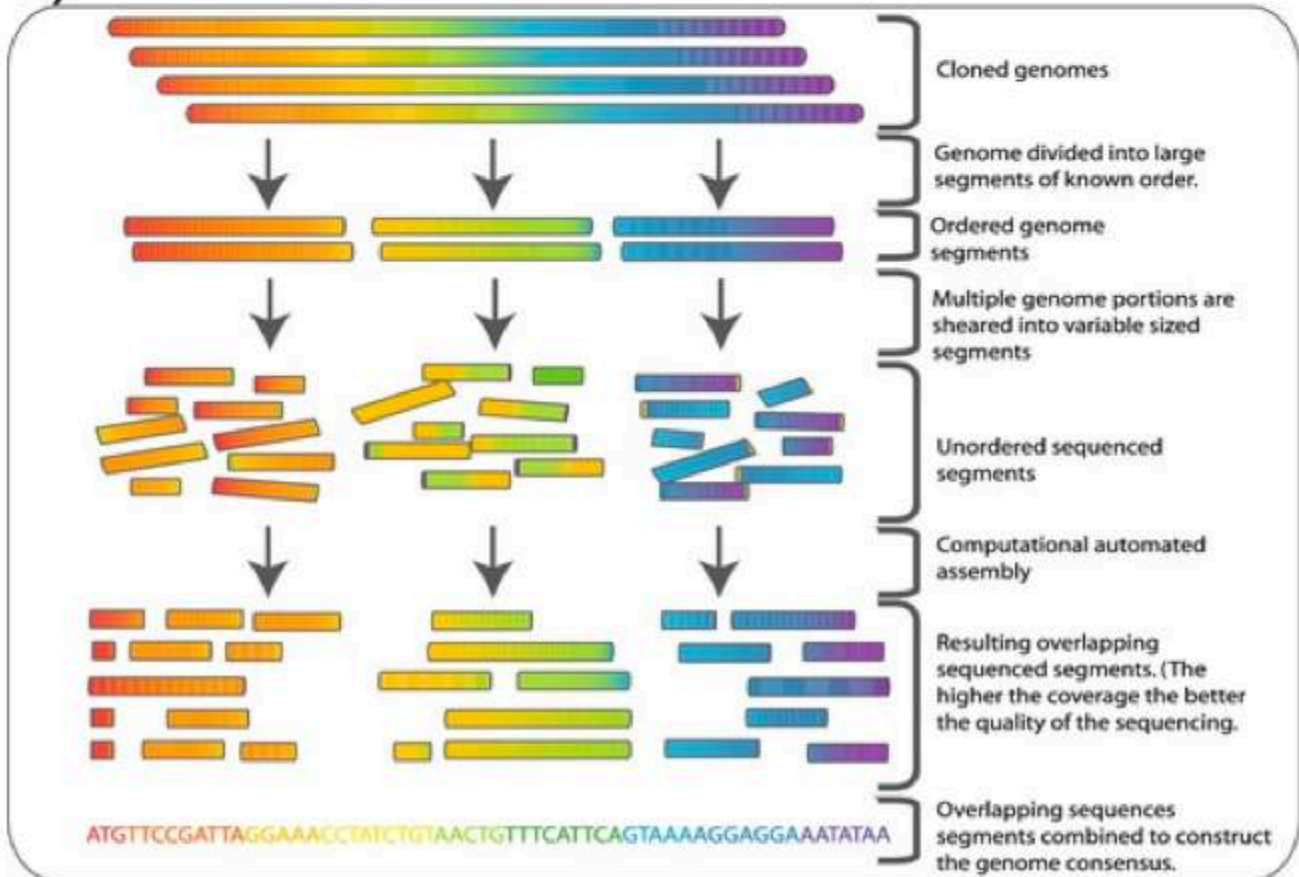 Cloned genomes
Genome divided into large
segments of known order.
Ordered genome
segments
Multiple genome portions are
sheared into variable sized
segments
Unordered sequenced
segments
Computational automated
assembly
Resulting overlapping
sequenced segments. (The
higher the coverage the better
the quality of the sequencing.
Overlapping sequences
segments combined to construct
the genome consensus.
ATGTTCCGATTAGGAAACCTATCTGTAACTGTTTCATTCAGTAAAAGGAGGAAATATAA